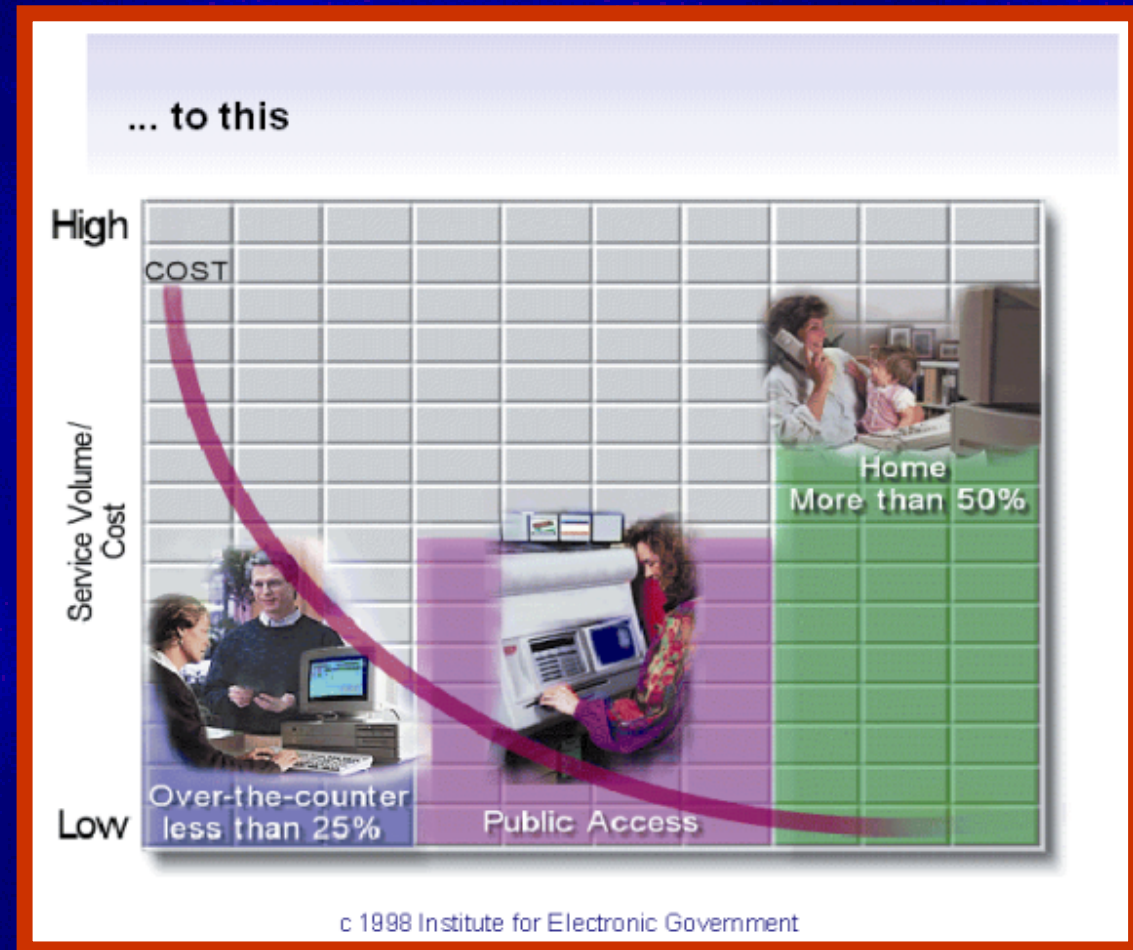 ... to this
High
COST
Service Volume/
Cost
Home
More than 50%
Over-the-counter
less than 25%
Public Access
Low
c 1998 Institute for Electronic Government